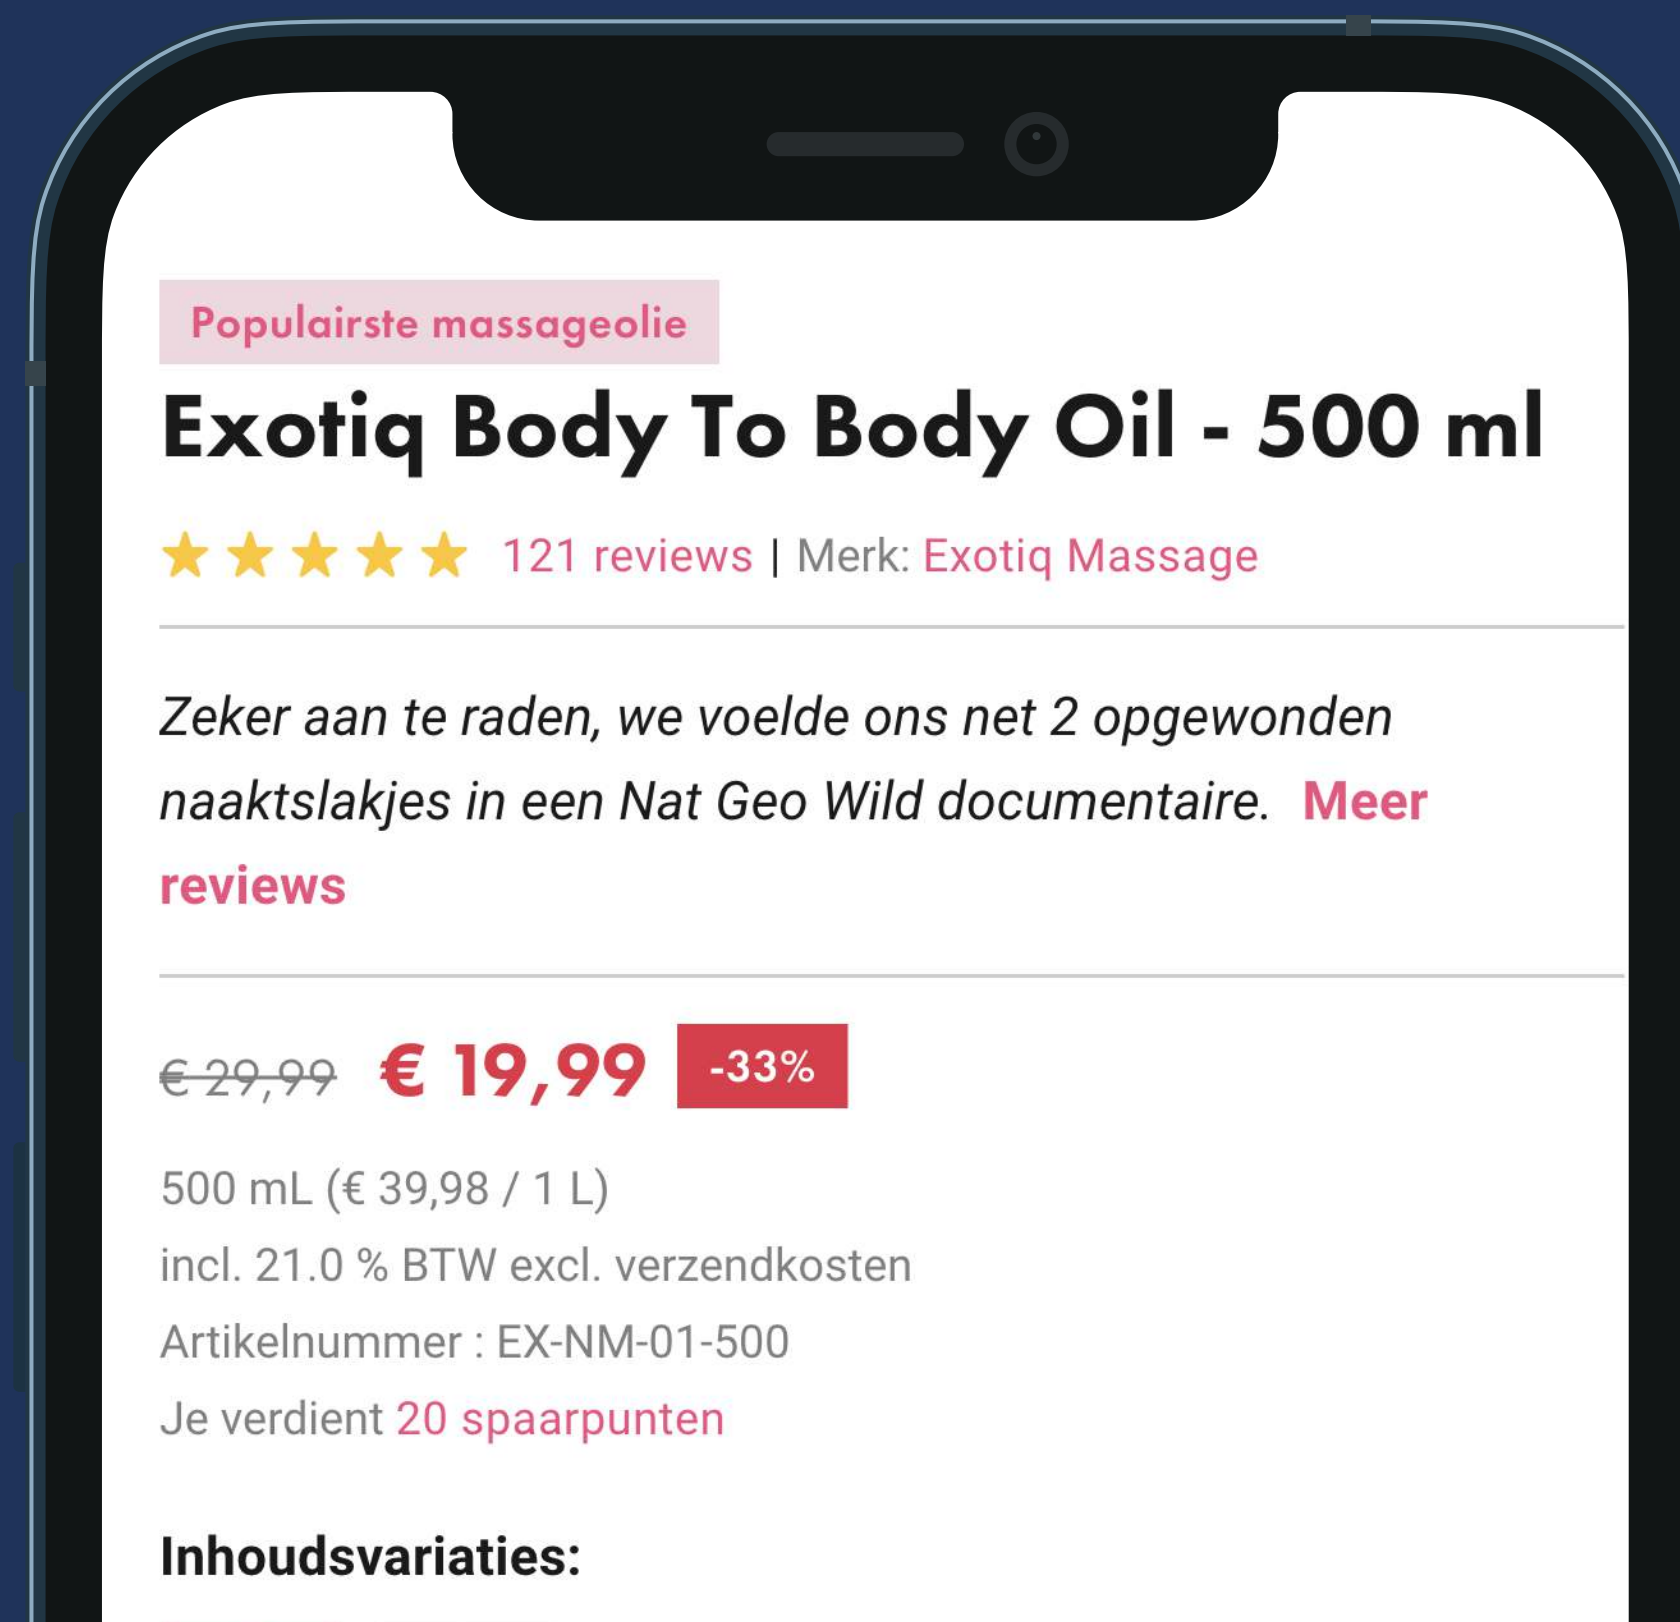 Populairste massageolie
Exotiq Body To Body Oil - 500 ml
121 reviews | Merk: Exotiq Massage
Zeker aan te raden, we voelde ons net 2 opgewonden
naaktslakjes in een Nat Geo Wild documentaire. Meer
reviews
€ 29,99 € 19,99 -33%
500 mL (€ 39,98 / 1 L)
incl. 21.0 % BTW excl. verzendkosten
Artikelnummer : EX-NM-01-500
Je verdient 20 spaarpunten
Inhoudsvariaties: